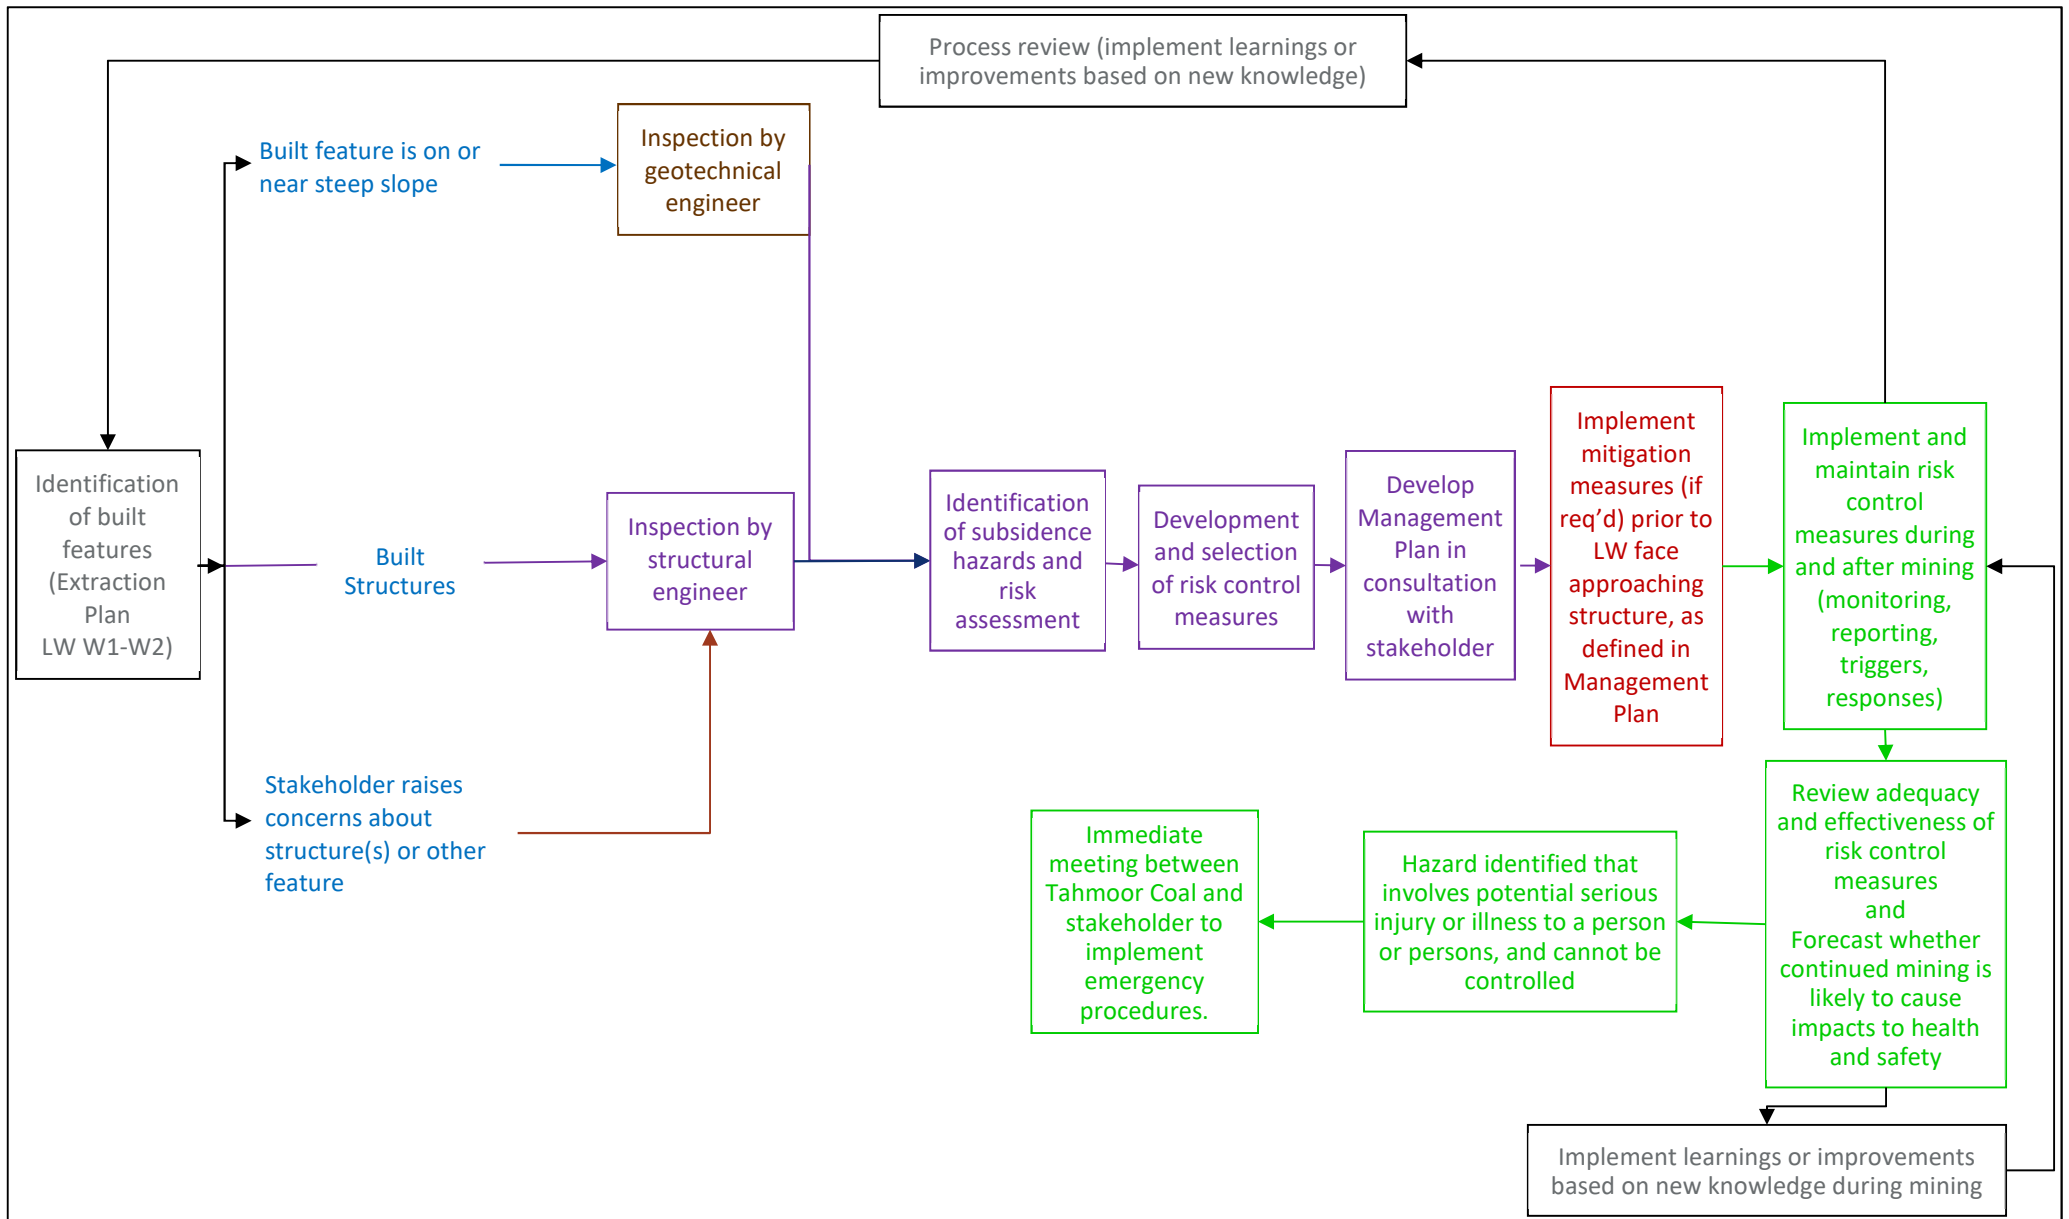 Process review (implement learnings or
improvements based on new knowledge)
Built feature is on or
near steep slope
Inspection by
geotechnical
engineer
Identification
of built
features
(Extraction
Plan
LW W1-W2)
Built
Structures
Inspection by
structural
engineer
Stakeholder raises
concerns about
structure(s) or other
feature
Identification
of subsidence
hazards and
risk
assessment
Development
and selection
of risk control
measures
Develop
Management
Plan in
consultation
with
stakeholder
Implement
mitigation
measures (if
req’d) prior to
LW face
approaching
structure, as
defined in
Management
Plan
Implement and
maintain risk
control
measures during
and after mining
(monitoring,
reporting,
triggers,
responses)
Review adequacy
and effectiveness of
risk control
measures
and
Forecast whether
continued mining is
likely to cause
impacts to health
and safety
Hazard identified that
involves potential serious
injury or illness to a person
or persons, and cannot be
controlled
Immediate
meeting between
Tahmoor Coal and
stakeholder to
implement
emergency
procedures.
Implement learnings or improvements
based on new knowledge during mining